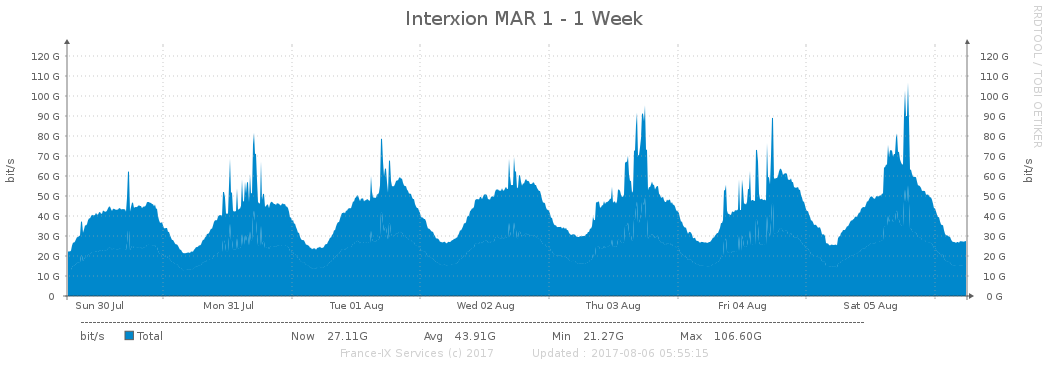 Interxion MAR 1 - 1 Week
RRDTOOL / TOBI OETIKER
bit/s
120 G 120 G
110 G 110 G
100 G 100 G
90 G 90 G
80 G 80 G
70 G 70 G
60 G 60 G
50 G 50 G
40 G 40 G
30 G 30 G
20 G 20 G
10 G 10 G
0 0 G
bit/s
Sun 30 Jul Mon 31 Jul Tue 01 Aug Wed 02 Aug Thu 03 Aug Fri 04 Aug Sat 05 Aug
bit/s Total Now 27.11G Avg 43.91G Min 21.27G Max 106.60G
France-IX Services (c) 2017 Updated : 2017-08-06 05:55:15